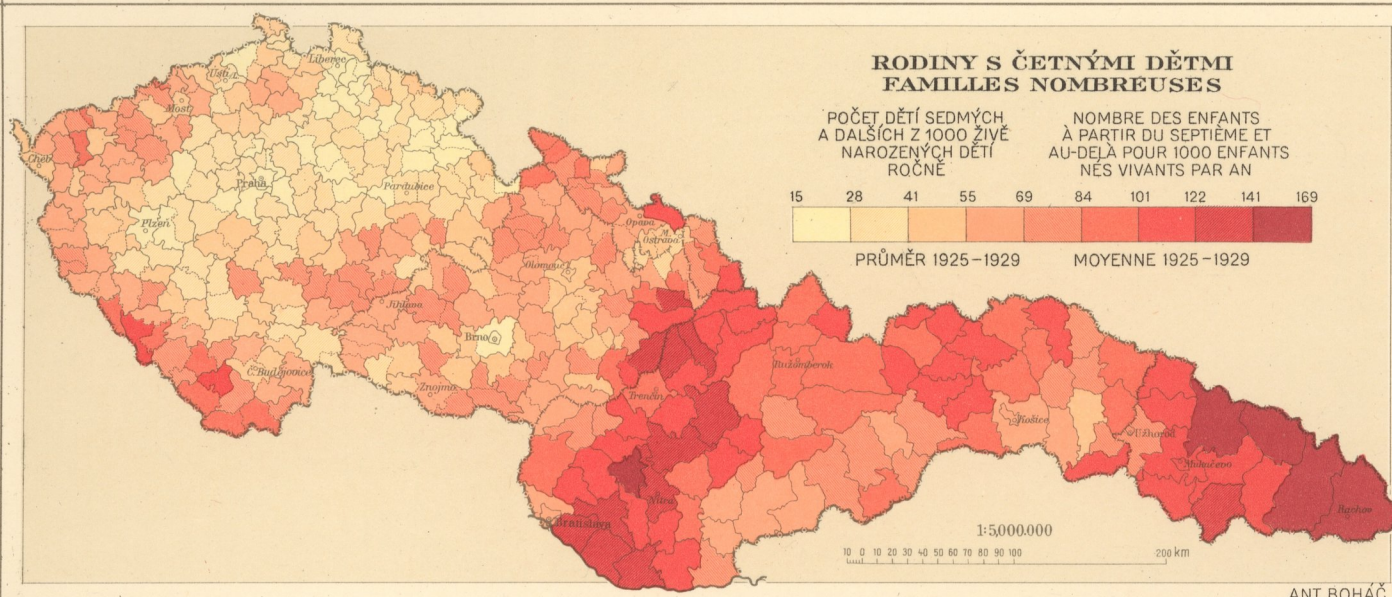 RODINY S ČETNÝMI DĚTMI
FAMILLES NOMBREUSES
POČET DĚTÍ SEDMÝCH
A DALŠÍCH Z 1000 ŽIVĚ
NAROZENÝCH DĚTÍ
ROČNĚ
NOMBRE DES ENFANTS
À PARTIR DU SEPTIÈME ET
AU-DELÀ POUR 1000 ENFANTS
NÉS VIVANTS PAR AN
15 28 41 55 69 84 101 122 141 169
PRŮMĚR 1925-1929 MOYENNE 1925-1929
Liberec
Ústí
Most
Cheb
Praha
Pardubice
Plzeň
Opava
M. Ostrava
Olomouc
Jihlava
Brno
Č. Budějovice
Znojmo
Ružomberok
Trenčín
Košice
Užhorod
Mukačevo
Nitra
Rachov
Bratislava
1:5,000.000
10 0 10 20 30 40 50 60 70 80 90 100 200 km
ANT. BOHÁČ